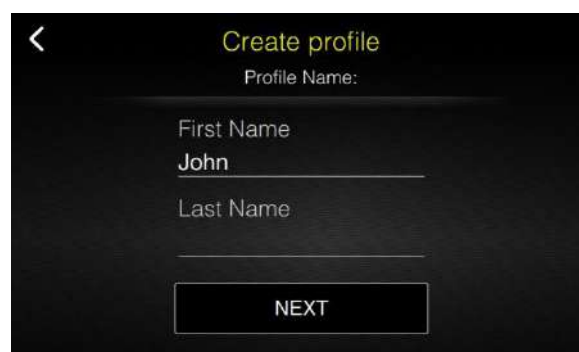 Create profile
Profile Name:
First Name
John
Last Name
NEXT